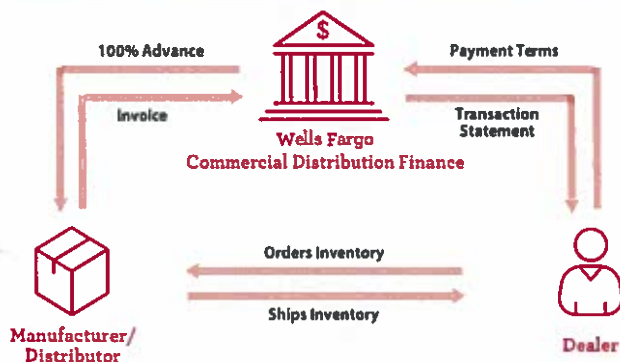 $
100% Advance
Payment Terms
Invoice
Transaction
Statement
Wells Fargo
Commercial Distribution Finance
Orders Inventory
Ships Inventory
Manufacturer/
Distributor
Dealer